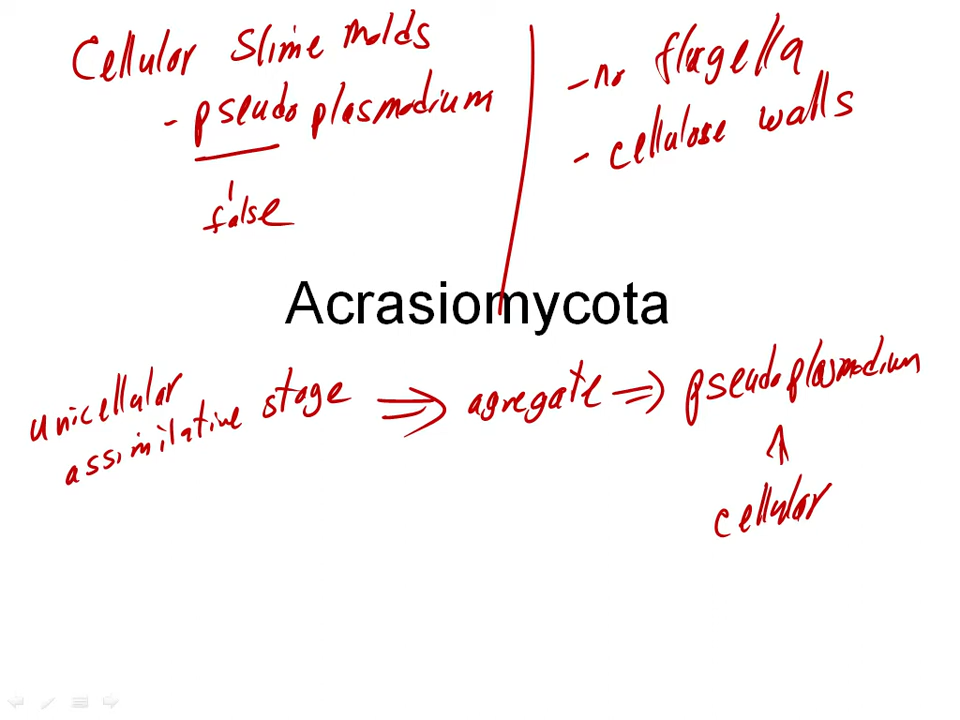 Cellular Slime Molds
- pseudoplasmodium
false
- no flagella
- cellulose walls
Acrasiomycota
unicellular
assimilative stage ⇒ agregate ⇒ pseudoplasmodium
↑
cellular